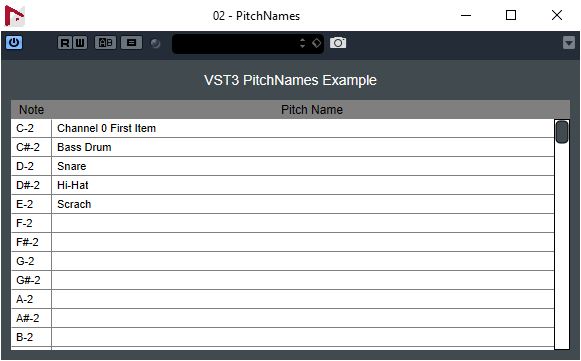 02 - PitchNames
R W
VST3 PitchNames Example
Note Pitch Name
C-2 Channel 0 First Item
C#-2 Bass Drum
D-2 Snare
D#-2 Hi-Hat
E-2 Scrach
F-2
F#-2
G-2
G#-2
A-2
A#-2
B-2